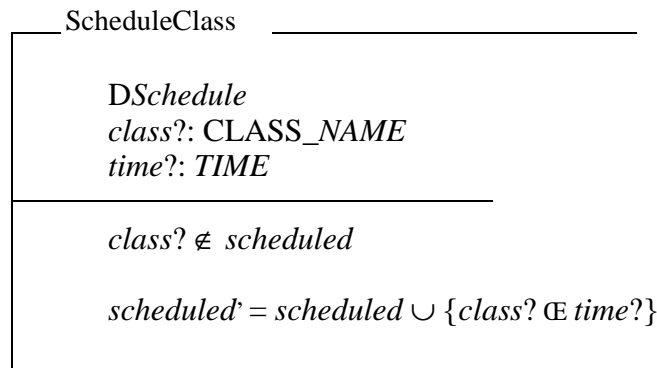 ScheduleClass
DSchedule
class?: CLASS_NAME
time?: TIME
class? ∉ scheduled
scheduled’ = scheduled ∪ {class? Œ time?}